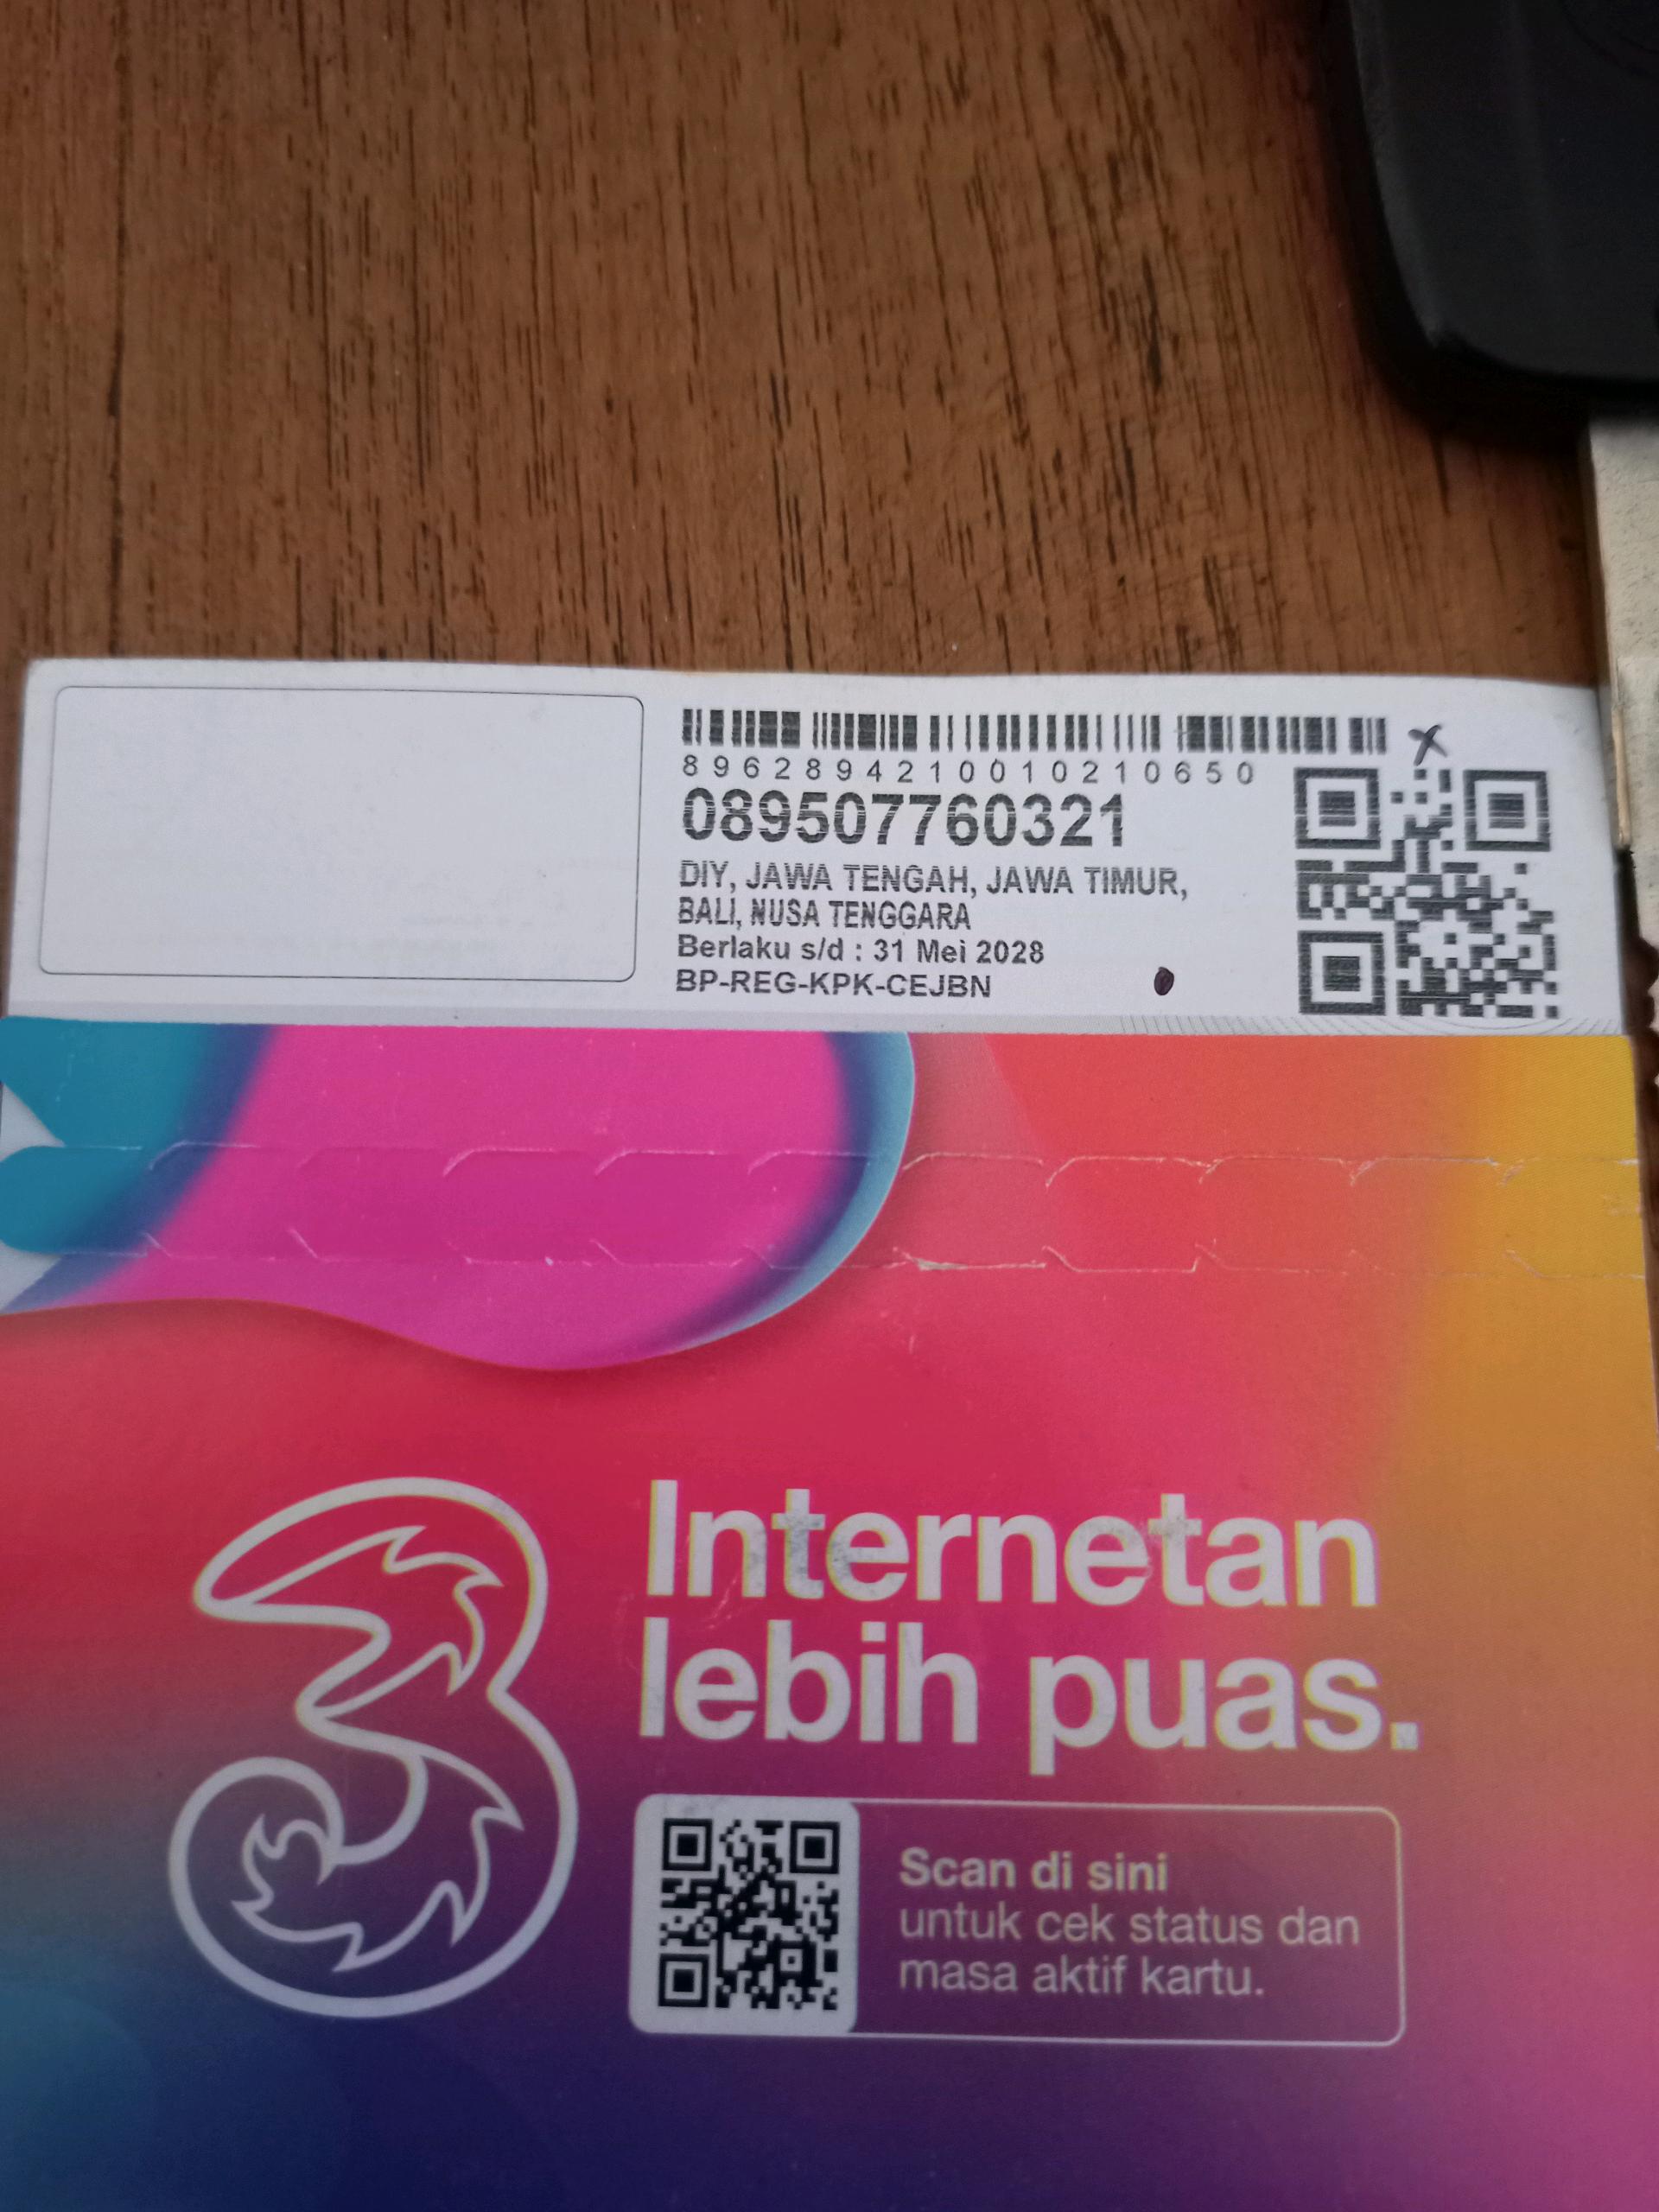 8962894210010210650
089507760321
DIY, JAWA TENGAH, JAWA TIMUR,
BALI, NUSA TENGGARA
Berlaku s/d : 31 Mei 2028
BP-REG-KPK-CEJBN
3
Internetan
lebih puas.
Scan di sini
untuk cek status dan
masa aktif kartu.